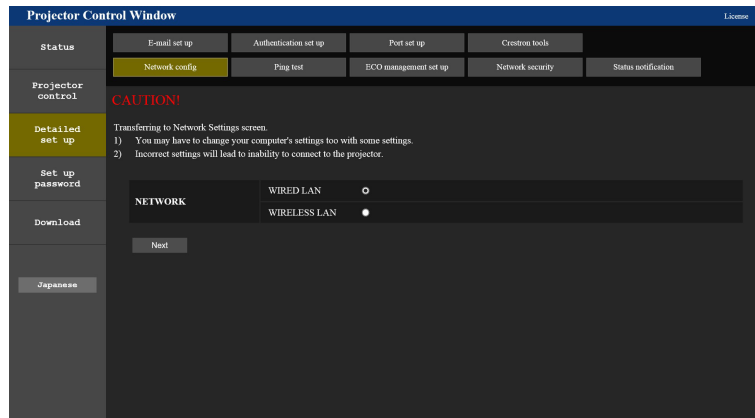 Projector Control Window
License
Status
E-mail set up
Authentication set up
Port set up
Crestron tools
Network config
Ping test
ECO management set up
Network security
Status notification
Projector
control
CAUTION!
Detailed
set up
Transferring to Network Settings screen.
1) You may have to change your computer's settings too with some settings.
2) Incorrect settings will lead to inability to connect to the projector.
Set up
password
NETWORK
WIRED LAN
WIRELESS LAN
Download
Next
Japanese